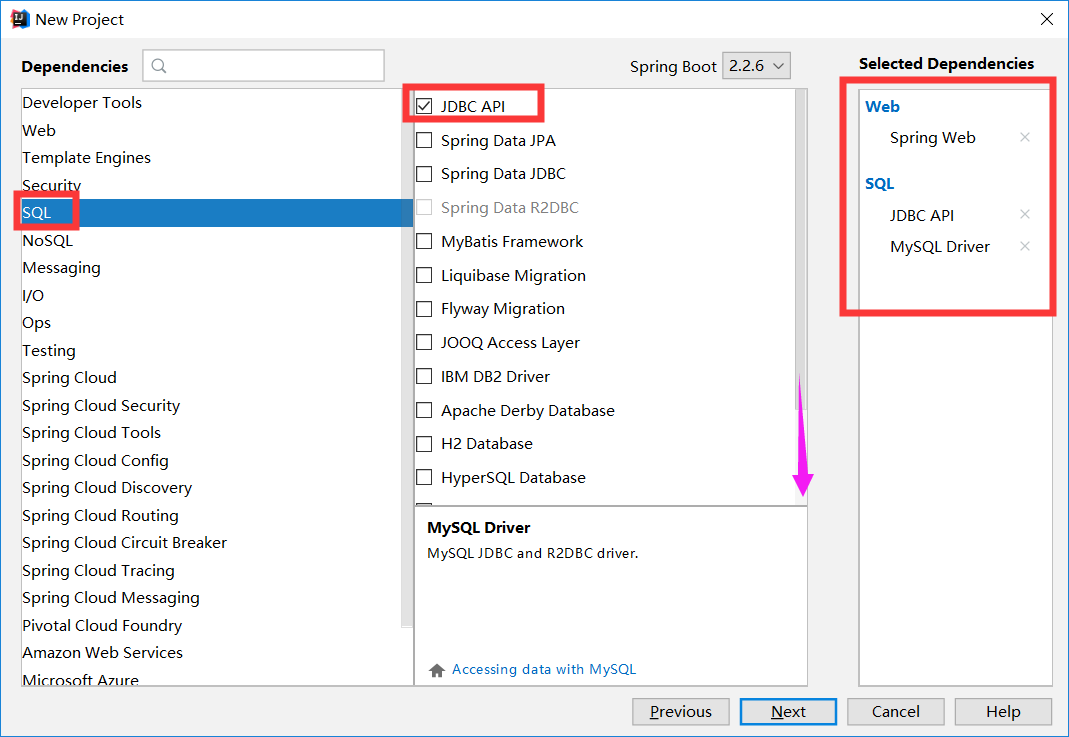 New Project
Dependencies
Spring Boot 2.2.6
Selected Dependencies
Developer Tools
Web
Template Engines
Security
SQL
NoSQL
Messaging
I/O
Ops
Testing
Spring Cloud
Spring Cloud Security
Spring Cloud Tools
Spring Cloud Config
Spring Cloud Discovery
Spring Cloud Routing
Spring Cloud Circuit Breaker
Spring Cloud Tracing
Spring Cloud Messaging
Pivotal Cloud Foundry
Amazon Web Services
Microsoft Azure
JDBC API
Spring Data JPA
Spring Data JDBC
Spring Data R2DBC
MyBatis Framework
Liquibase Migration
Flyway Migration
JOOQ Access Layer
IBM DB2 Driver
Apache Derby Database
H2 Database
HyperSQL Database
MySQL Driver
MySQL JDBC and R2DBC driver.
Accessing data with MySQL
Web
Spring Web
SQL
JDBC API
MySQL Driver
Previous
Next
Cancel
Help